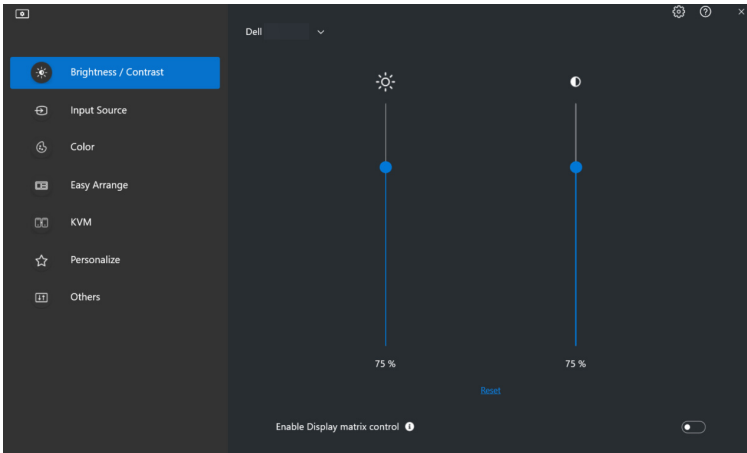 Dell
Brightness / Contrast
Input Source
Color
Easy Arrange
KVM
Personalize
Others
75 %
75 %
Reset
Enable Display matrix control